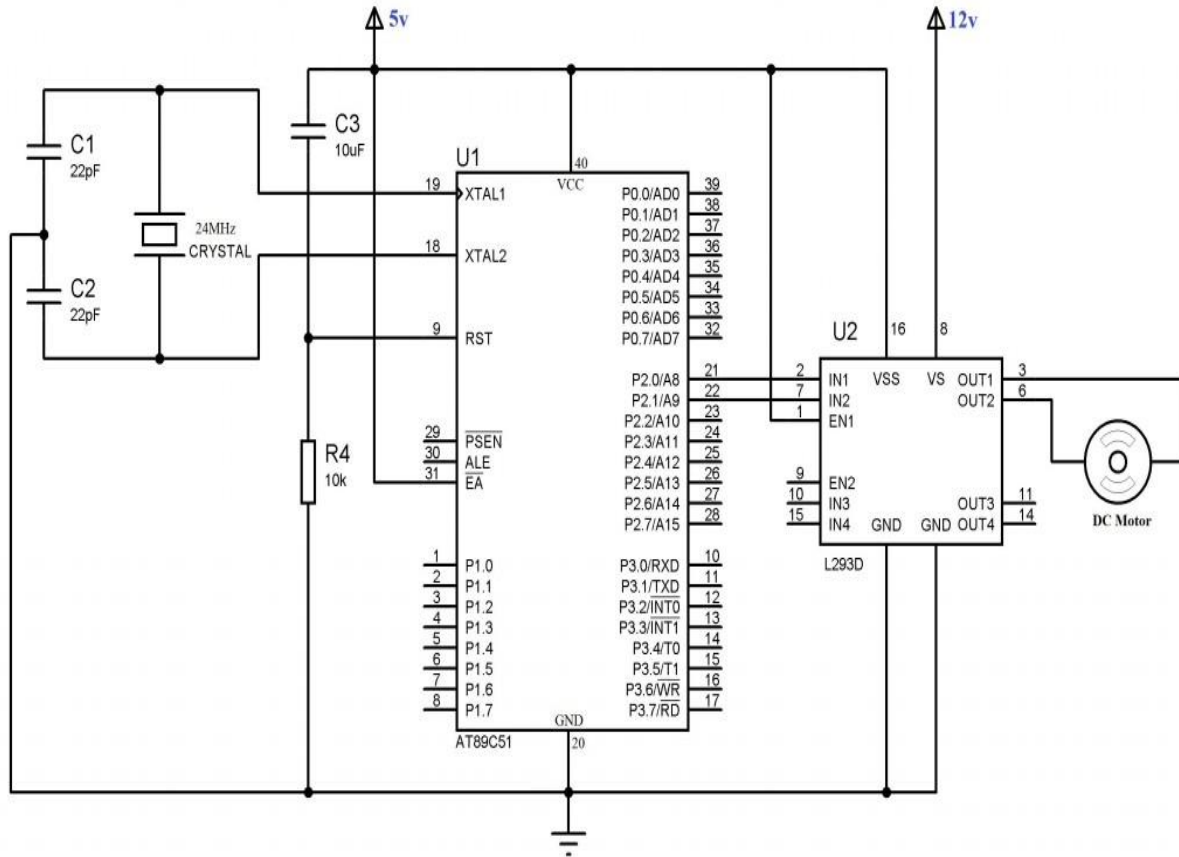 5v
12v
C1
22pF
C2
22pF
24MHz
CRYSTAL
C3
10uF
R4
10k
U1
40
VCC
19 XTAL1
18 XTAL2
9 RST
29 PSEN
30 ALE
31 EA
1 P1.0
2 P1.1
3 P1.2
4 P1.3
5 P1.4
6 P1.5
7 P1.6
8 P1.7
P0.0/AD0 39
P0.1/AD1 38
P0.2/AD2 37
P0.3/AD3 36
P0.4/AD4 35
P0.5/AD5 34
P0.6/AD6 33
P0.7/AD7 32
P2.0/A8 21
P2.1/A9 22
P2.2/A10 23
P2.3/A11 24
P2.4/A12 25
P2.5/A13 26
P2.6/A14 27
P2.7/A15 28
P3.0/RXD 10
P3.1/TXD 11
P3.2/INT0 12
P3.3/INT1 13
P3.4/T0 14
P3.5/T1 15
P3.6/WR 16
P3.7/RD 17
GND
20
AT89C51
U2
16 8
2 IN1 VSS VS OUT1 3
7 IN2 OUT2 6
1 EN1
9 EN2
10 IN3 OUT3 11
15 IN4 GND GND OUT4 14
L293D
DC Motor